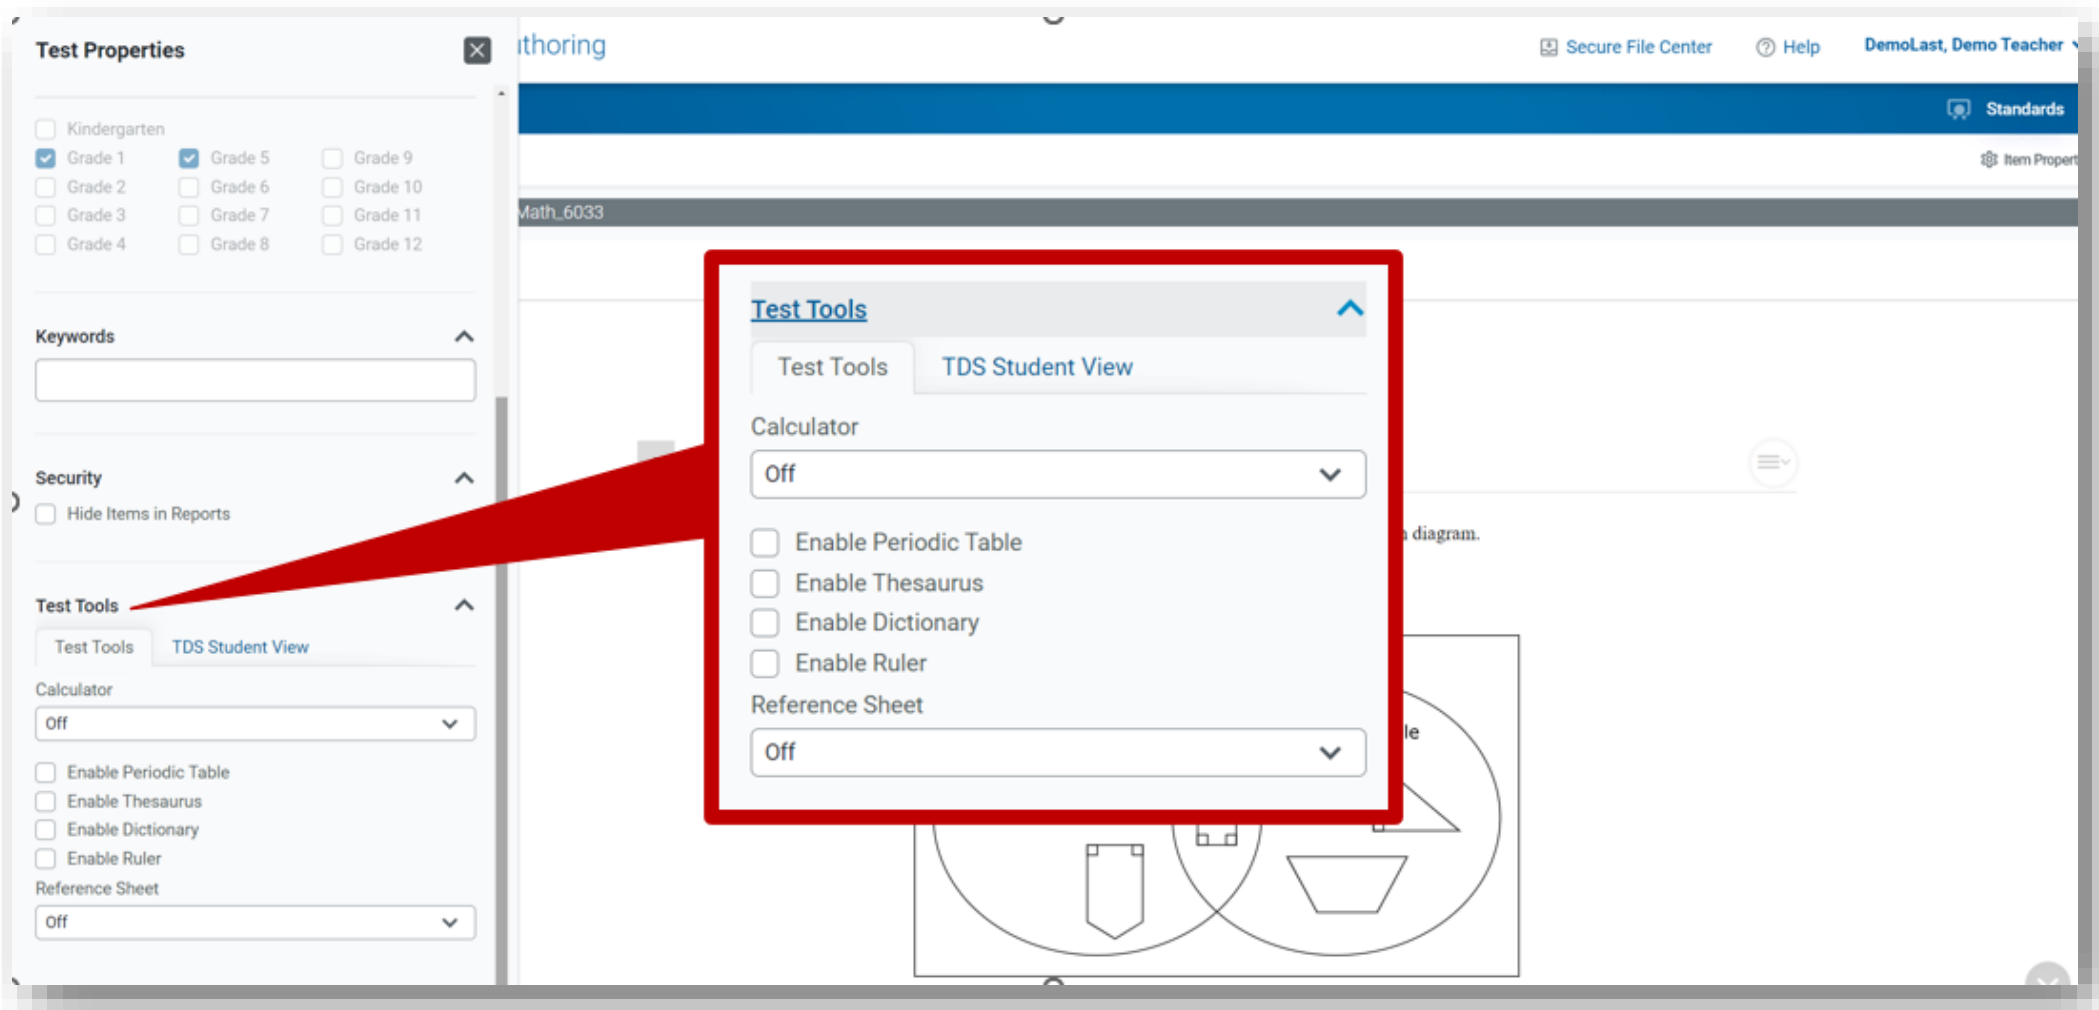 Test Properties
Kindergarten
Grade 1 Grade 5 Grade 9
Grade 2 Grade 6 Grade 10
Grade 3 Grade 7 Grade 11
Grade 4 Grade 8 Grade 12
Keywords
Security
Hide Items in Reports
Test Tools
Test Tools TDS Student View
Calculator
Off
Enable Periodic Table
Enable Thesaurus
Enable Dictionary
Enable Ruler
Reference Sheet
Off
thoring
Secure File Center Help DemoLast, Demo Teacher
Standards
Item Propert
Math_6033
Test Tools
Test Tools TDS Student View
Calculator
Off
Enable Periodic Table
Enable Thesaurus
Enable Dictionary
Enable Ruler
Reference Sheet
Off
diagram.
le